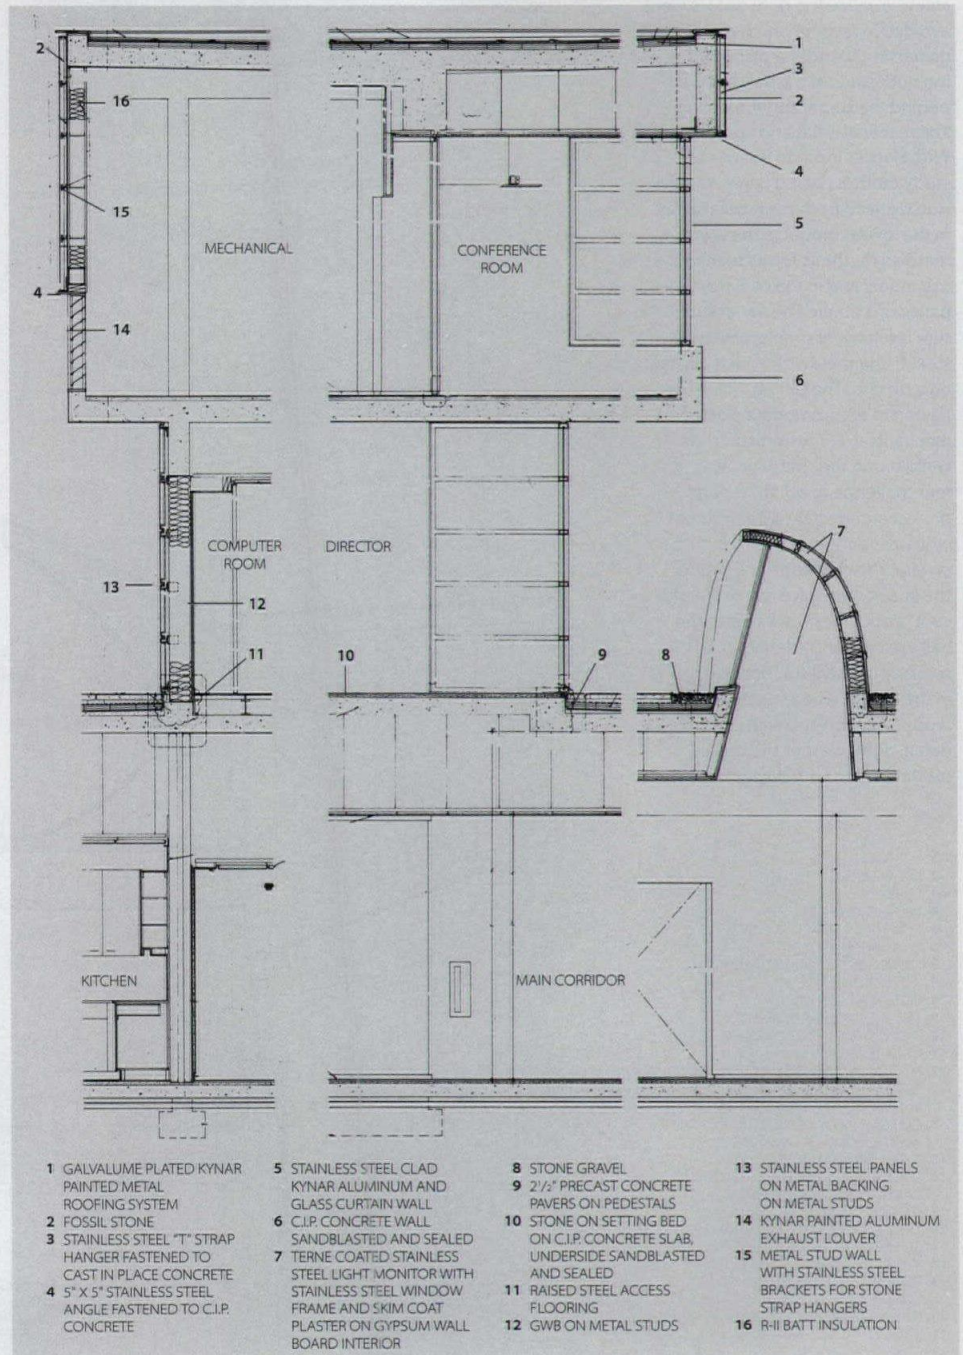 2
1
3
2
16
4
15
5
MECHANICAL
CONFERENCE
ROOM
4
14
6
COMPUTER
ROOM
DIRECTOR
7
13
12
11
10
9
8
KITCHEN
MAIN CORRIDOR
1 GALVALUME PLATED KYNAR
PAINTED METAL
ROOFING SYSTEM
2 FOSSIL STONE
3 STAINLESS STEEL "T" STRAP
HANGER FASTENED TO
CAST IN PLACE CONCRETE
4 5" X 5" STAINLESS STEEL
ANGLE FASTENED TO C.I.P.
CONCRETE
5 STAINLESS STEEL CLAD
KYNAR ALUMINUM AND
GLASS CURTAIN WALL
6 C.I.P. CONCRETE WALL
SANDBLASTED AND SEALED
7 TERNE COATED STAINLESS
STEEL LIGHT MONITOR WITH
STAINLESS STEEL WINDOW
FRAME AND SKIM COAT
PLASTER ON GYPSUM WALL
BOARD INTERIOR
8 STONE GRAVEL
9 2½" PRECAST CONCRETE
PAVERS ON PEDESTALS
10 STONE ON SETTING BED
ON C.I.P. CONCRETE SLAB,
UNDERSIDE SANDBLASTED
AND SEALED
11 RAISED STEEL ACCESS
FLOORING
12 GWB ON METAL STUDS
13 STAINLESS STEEL PANELS
ON METAL BACKING
ON METAL STUDS
14 KYNAR PAINTED ALUMINUM
EXHAUST LOUVER
15 METAL STUD WALL
WITH STAINLESS STEEL
BRACKETS FOR STONE
STRAP HANGERS
16 R-II BATT INSULATION